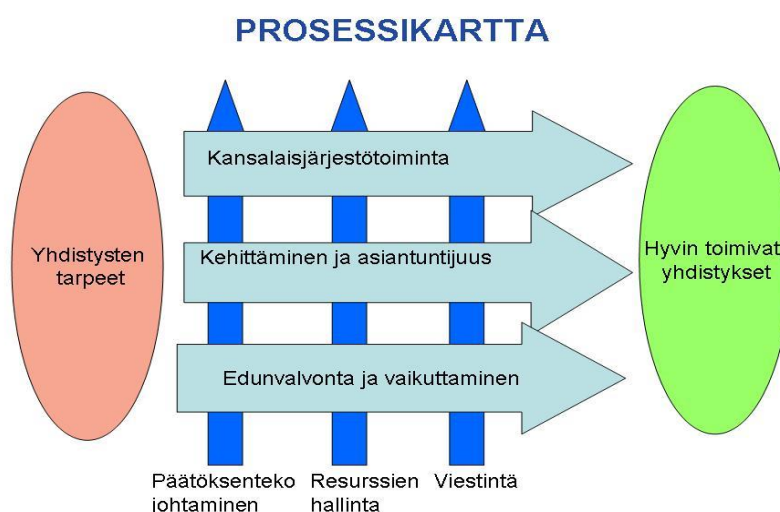 PROSESSIKARTTA
Kansalaisjärjestötoiminta
Yhdistysten
tarpeet
Kehittäminen ja asiantuntijuus
Hyvin toimivat
yhdistykset
Edunvalvonta ja vaikuttaminen
Päätöksenteko
johtaminen
Resurssien
hallinta
Viestintä